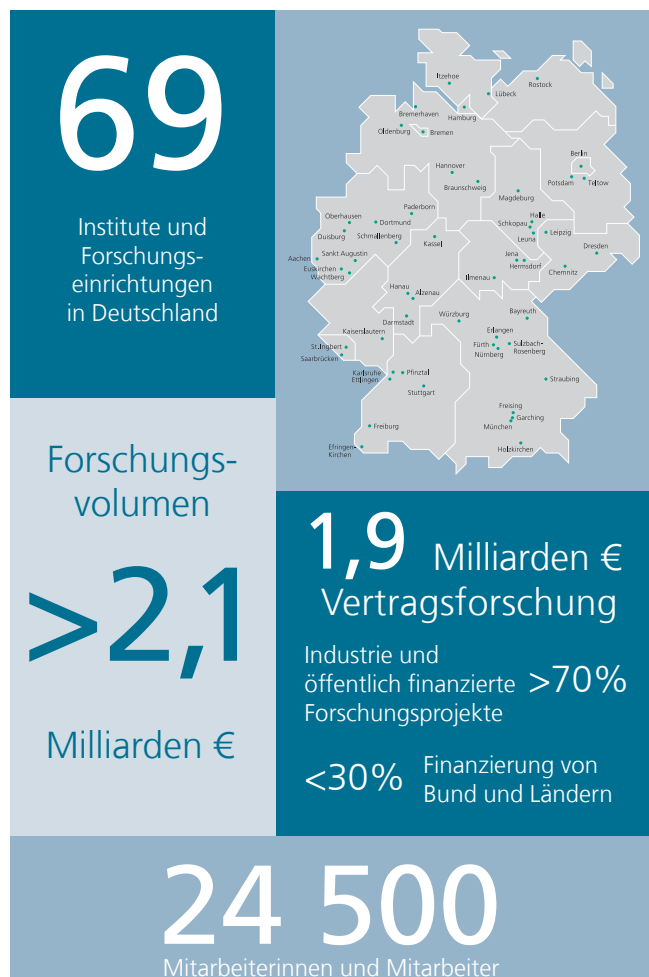 69
Institute und
Forschungs-
einrichtungen
in Deutschland
Itzehoe
Rostock
Lübeck
Bremerhaven
Hamburg
Oldenburg
Bremen
Berlin
Hannover
Potsdam
Teltow
Braunschweig
Magdeburg
Paderborn
Oberhausen
Dortmund
Halle
Schkopau
Leipzig
Duisburg
Schmallenberg
Kassel
Leuna
Dresden
Aachen
Sankt Augustin
Jena
Euskirchen
Hermsdorf
Chemnitz
Wachtberg
Ilmenau
Hanau
Alzenau
Bayreuth
Würzburg
Darmstadt
Kaiserslautern
Erlangen
St.Ingbert
Fürth
Sulzbach-
Rosenberg
Saarbrücken
Nürnberg
Karlsruhe
Pfinztal
Ettlingen
Straubing
Stuttgart
Freising
Garching
Freiburg
München
Efringen-
Kirchen
Holzkirchen
Forschungs-
volumen
>2,1
Milliarden €
1,9 Milliarden €
Vertragsforschung
Industrie und
öffentlich finanzierte >70%
Forschungsprojekte
<30% Finanzierung von
Bund und Ländern
24 500
Mitarbeiterinnen und Mitarbeiter